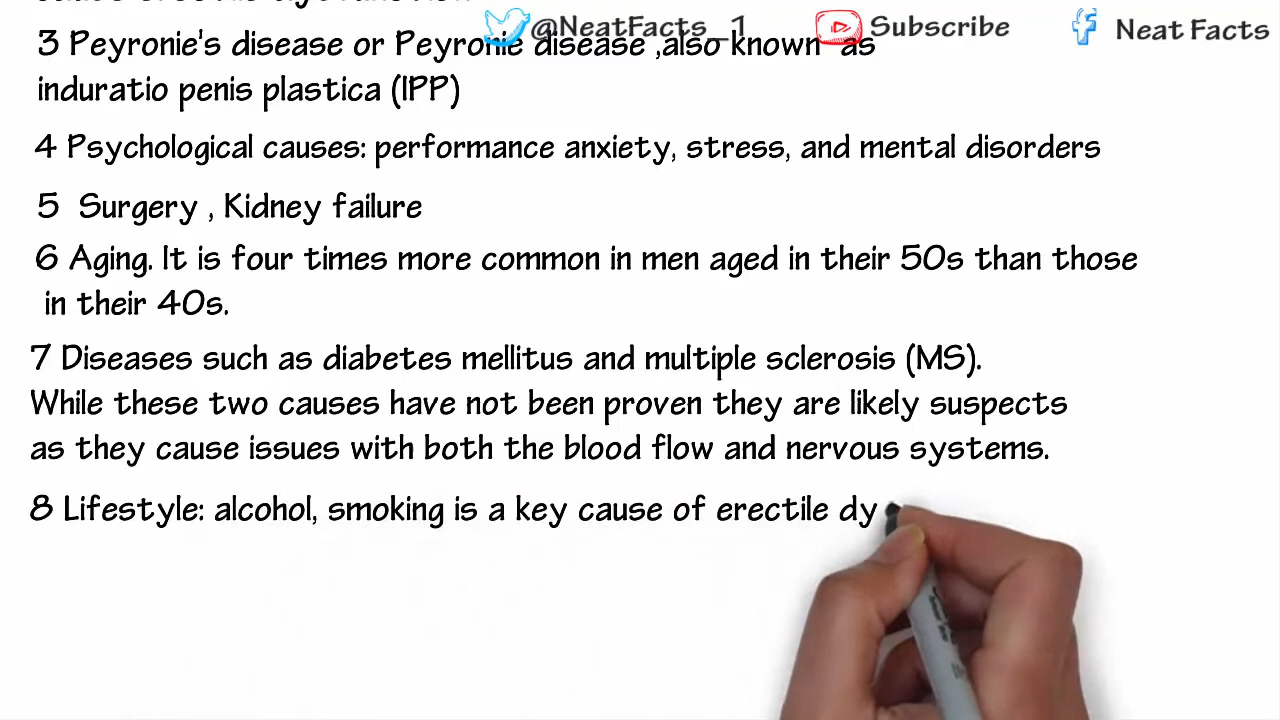 @NeatFacts_1 Subscribe Neat Facts
3 Peyronie's disease or Peyronie disease ,also known as
induratio penis plastica (IPP)
4 Psychological causes: performance anxiety, stress, and mental disorders
5 Surgery , Kidney failure
6 Aging. It is four times more common in men aged in their 50s than those
in their 40s.
7 Diseases such as diabetes mellitus and multiple sclerosis (MS).
While these two causes have not been proven they are likely suspects
as they cause issues with both the blood flow and nervous systems.
8 Lifestyle: alcohol, smoking is a key cause of erectile dy